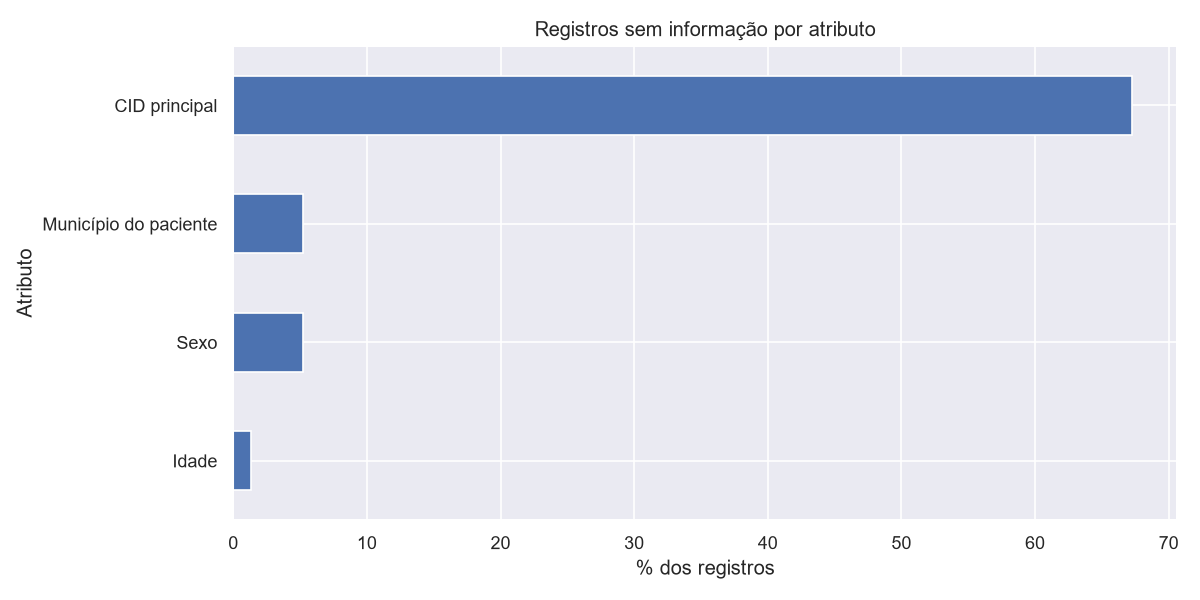 Registros sem informação por atributo
CID principal
Município do paciente
Sexo
Idade
Atributo
0 10 20 30 40 50 60 70
% dos registros